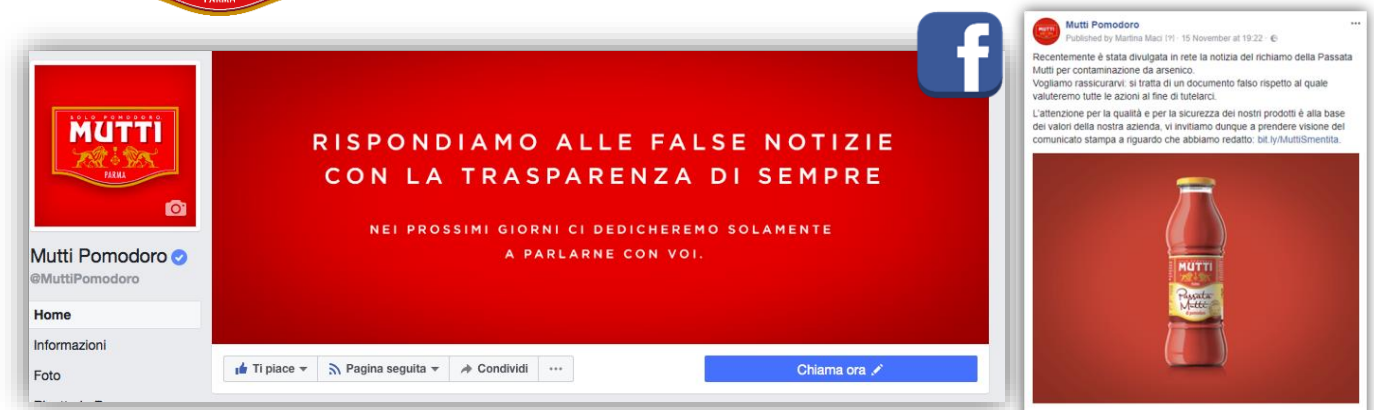 PARMA
SOLO POMODORO
MUTTI
PARMA
Mutti Pomodoro
@MuttiPomodoro
Home
Informazioni
Foto
RISPONDIAMO ALLE FALSE NOTIZIE
CON LA TRASPARENZA DI SEMPRE
NEI PROSSIMI GIORNI CI DEDICHEREMO SOLAMENTE
A PARLARNE CON VOI.
Ti piace
Pagina seguita
Condividi
Chiama ora
f
MUTTI
Mutti Pomodoro
Published by Martina Maci [?] · 15 November at 19:22 ·
Recentemente è stata divulgata in rete la notizia del richiamo della Passata
Mutti per contaminazione da arsenico.
Vogliamo rassicurarvi: si tratta di un documento falso rispetto al quale
valuteremo tutte le azioni al fine di tutelarci.
L'attenzione per la qualità e per la sicurezza dei nostri prodotti è alla base
dei valori della nostra azienda, vi invitiamo dunque a prendere visione del
comunicato stampa a riguardo che abbiamo redatto: bit.ly/MuttiSmentita.
MUTTI
Passata
Mutti